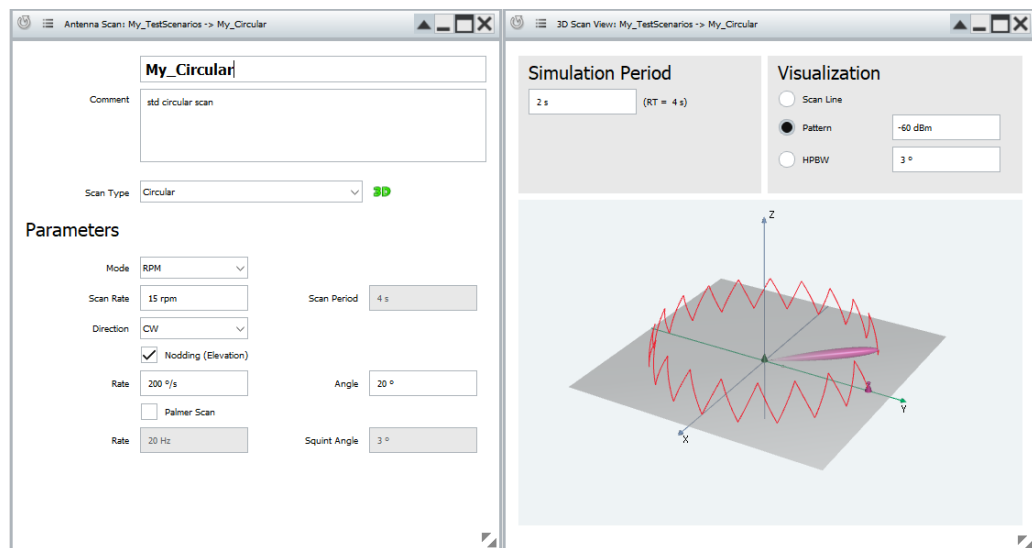 Antenna Scan: My_TestScenarios -> My_Circular
My_Circular
Comment
std circular scan
Scan Type
Circular
3D
Parameters
Mode
RPM
Scan Rate
15 rpm
Scan Period
4 s
Direction
CW
Nodding (Elevation)
Rate
200 º/s
Angle
20 º
Palmer Scan
Rate
20 Hz
Squint Angle
3 º
3D Scan View: My_TestScenarios -> My_Circular
Simulation Period
2 s
(RT = 4 s)
Visualization
Scan Line
Pattern
-60 dBm
HPBW
3 º
Z
Y
X